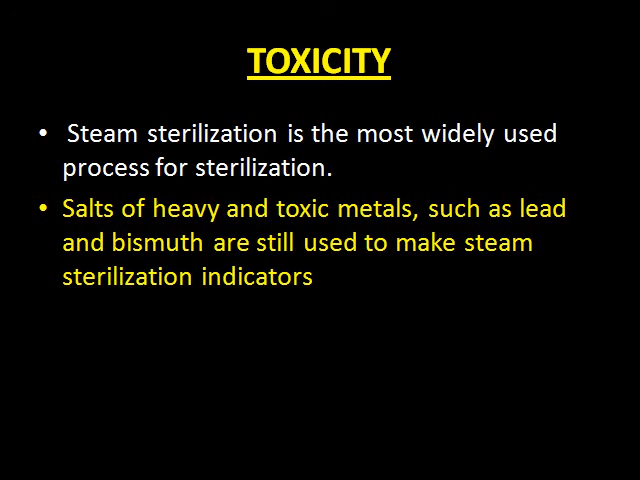 TOXICITY
• Steam sterilization is the most widely used
process for sterilization.
• Salts of heavy and toxic metals, such as lead
and bismuth are still used to make steam
sterilization indicators